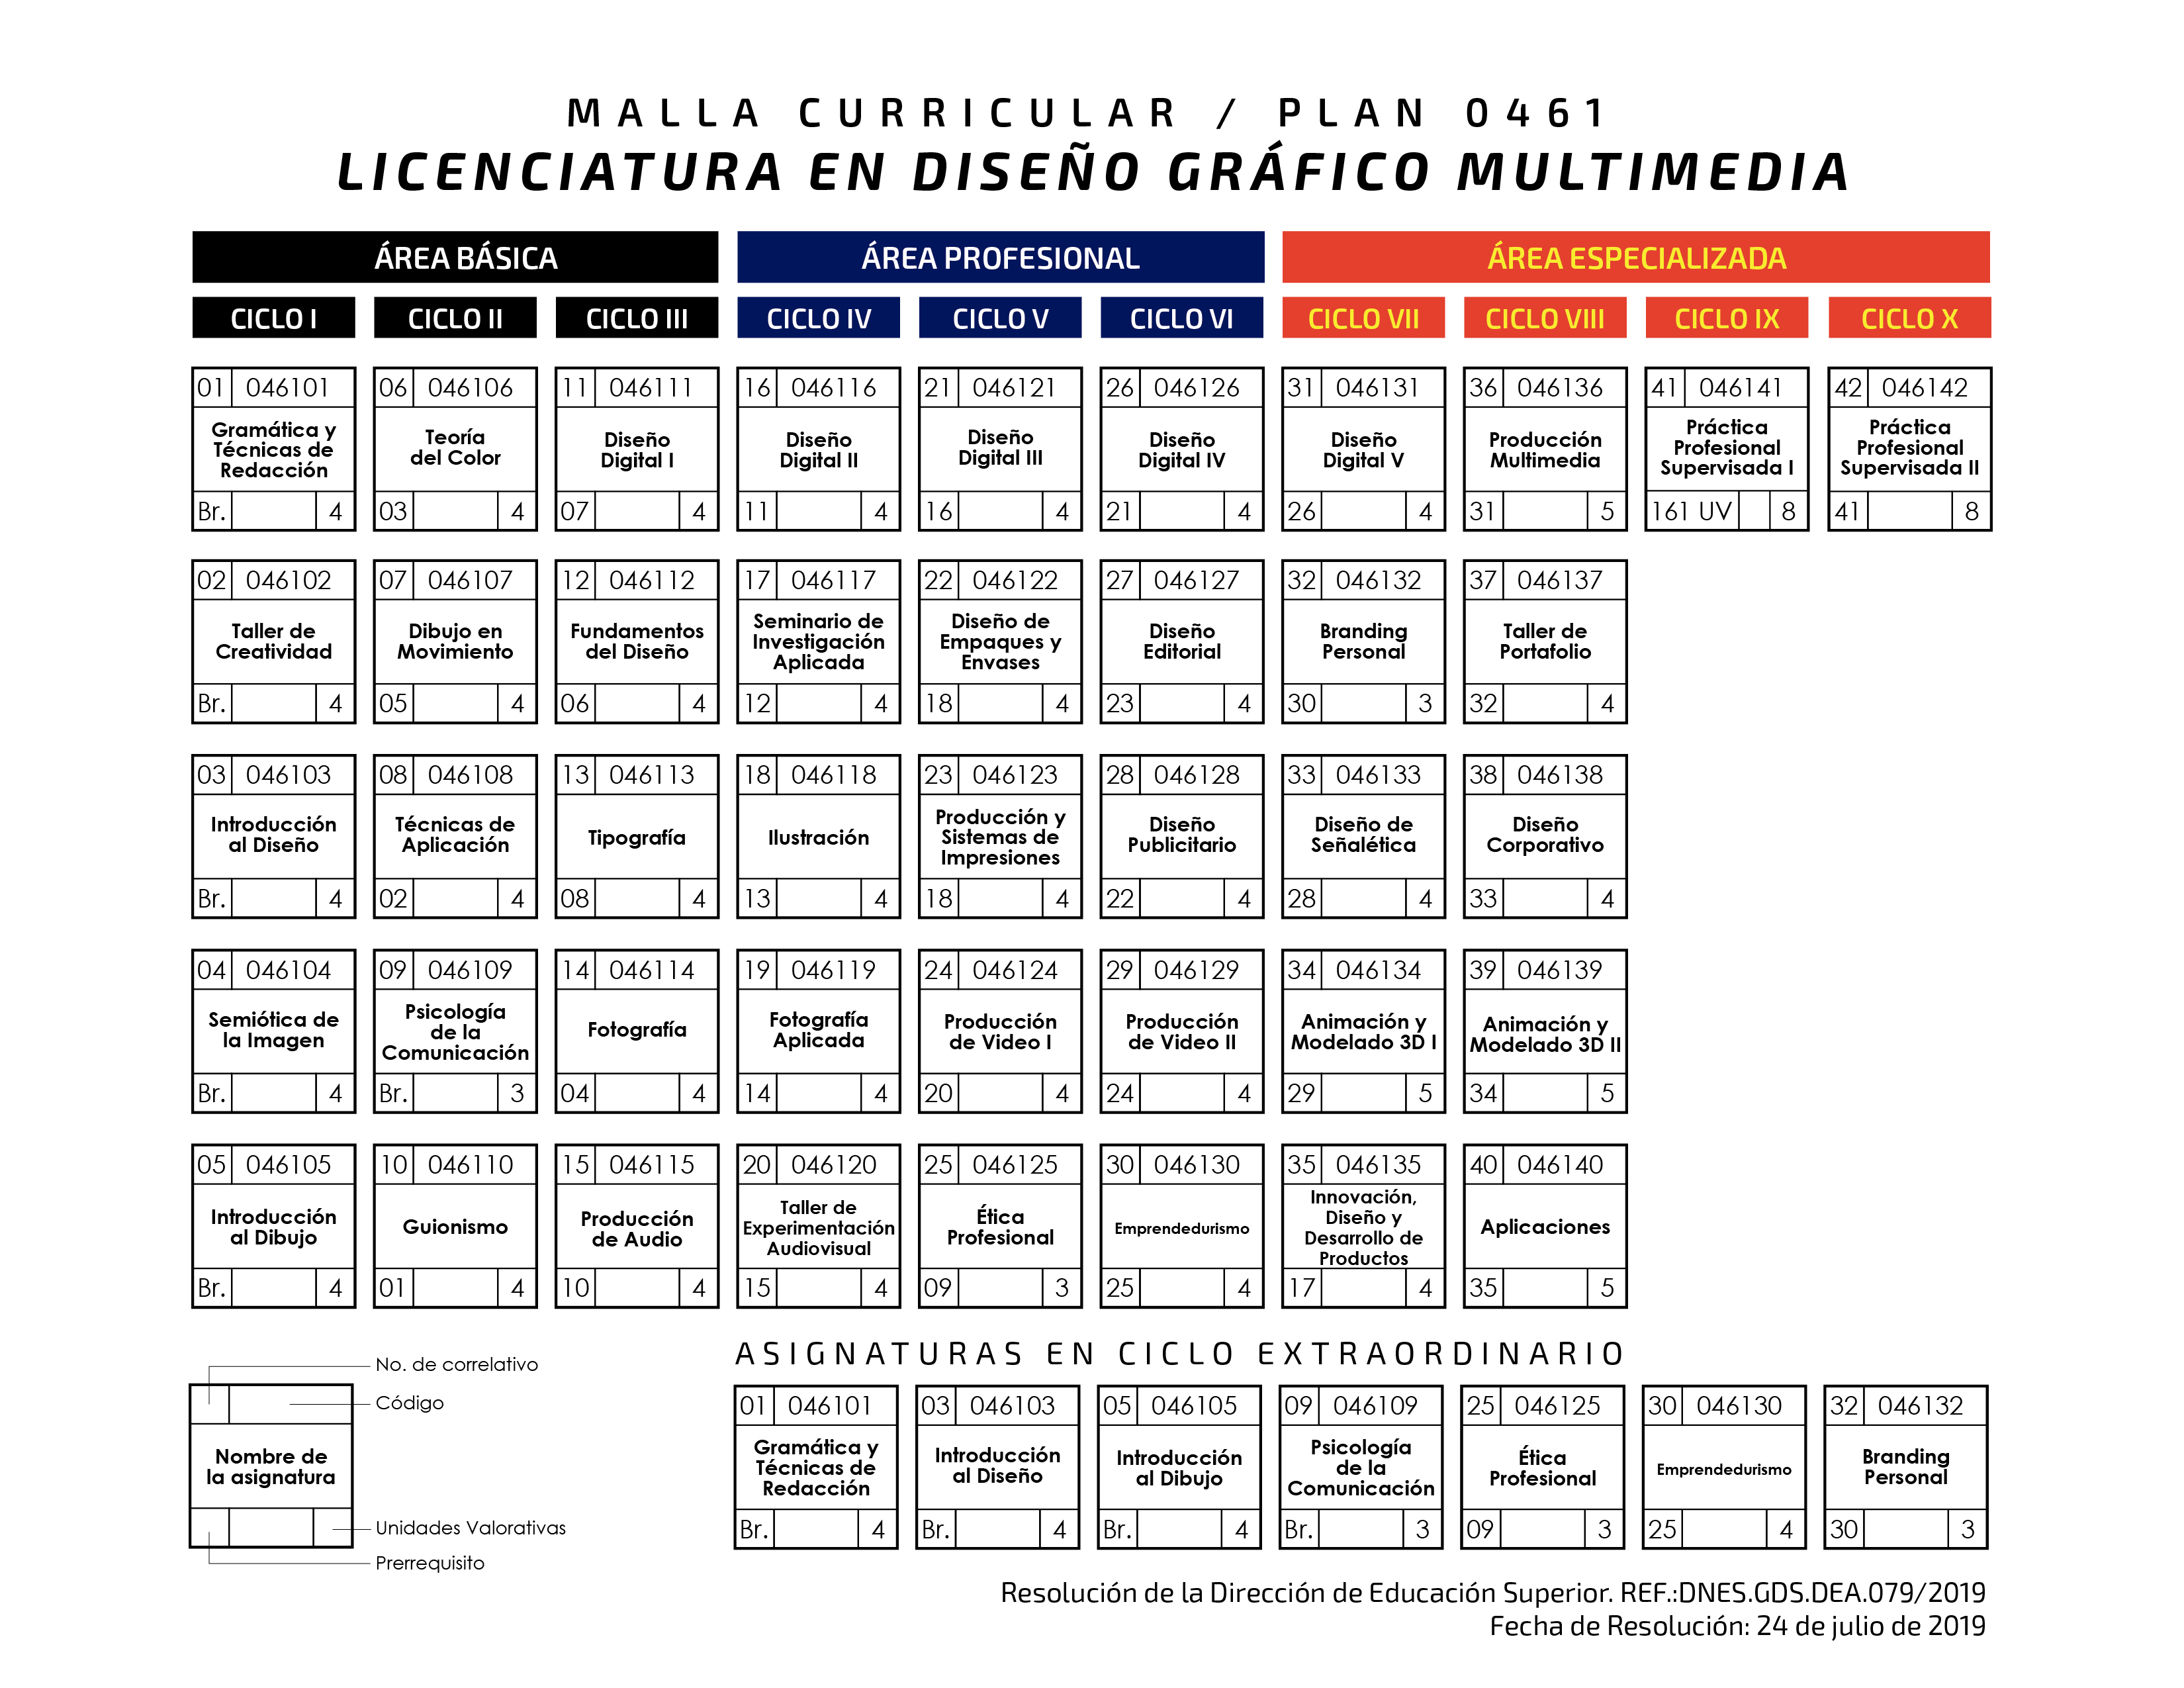 MALLA CURRICULAR / PLAN 0461
LICENCIATURA EN DISEÑO GRÁFICO MULTIMEDIA
ÁREA BÁSICA
ÁREA PROFESIONAL
ÁREA ESPECIALIZADA
CICLO I
CICLO II
CICLO III
CICLO IV
CICLO V
CICLO VI
CICLO VII
CICLO VIII
CICLO IX
CICLO X
01 046101
Gramática y
Técnicas de
Redacción
Br. 4
06 046106
Teoría
del Color
03 4
11 046111
Diseño
Digital I
07 4
16 046116
Diseño
Digital II
11 4
21 046121
Diseño
Digital III
16 4
26 046126
Diseño
Digital IV
21 4
31 046131
Diseño
Digital V
26 4
36 046136
Producción
Multimedia
31 5
41 046141
Práctica
Profesional
Supervisada I
161 UV 8
42 046142
Práctica
Profesional
Supervisada II
41 8
02 046102
Taller de
Creatividad
Br. 4
07 046107
Dibujo en
Movimiento
05 4
12 046112
Fundamentos
del Diseño
06 4
17 046117
Seminario de
Investigación
Aplicada
12 4
22 046122
Diseño de
Empaques y
Envases
18 4
27 046127
Diseño
Editorial
23 4
32 046132
Branding
Personal
30 3
37 046137
Taller de
Portafolio
32 4
03 046103
Introducción
al Diseño
Br. 4
08 046108
Técnicas de
Aplicación
02 4
13 046113
Tipografía
08 4
18 046118
Ilustración
13 4
23 046123
Producción y
Sistemas de
Impresiones
18 4
28 046128
Diseño
Publicitario
22 4
33 046133
Diseño de
Señalética
28 4
38 046138
Diseño
Corporativo
33 4
04 046104
Semiótica de
la Imagen
Br. 4
09 046109
Psicología
de la
Comunicación
Br. 3
14 046114
Fotografía
04 4
19 046119
Fotografía
Aplicada
14 4
24 046124
Producción
de Video I
20 4
29 046129
Producción
de Video II
24 4
34 046134
Animación y
Modelado 3D I
29 5
39 046139
Animación y
Modelado 3D II
34 5
05 046105
Introducción
al Dibujo
Br. 4
10 046110
Guionismo
01 4
15 046115
Producción
de Audio
10 4
20 046120
Taller de
Experimentación
Audiovisual
15 4
25 046125
Ética
Profesional
09 3
30 046130
Emprendedurismo
25 4
35 046135
Innovación,
Diseño y
Desarrollo de
Productos
17 4
40 046140
Aplicaciones
35 5
No. de correlativo
Código
Nombre de
la asignatura
Unidades Valorativas
Prerrequisito
ASIGNATURAS EN CICLO EXTRAORDINARIO
01 046101
Gramática y
Técnicas de
Redacción
Br. 4
03 046103
Introducción
al Diseño
Br. 4
05 046105
Introducción
al Dibujo
Br. 4
09 046109
Psicología
de la
Comunicación
Br. 3
25 046125
Ética
Profesional
09 3
30 046130
Emprendedurismo
25 4
32 046132
Branding
Personal
30 3
Resolución de la Dirección de Educación Superior. REF.:DNES.GDS.DEA.079/2019
Fecha de Resolución: 24 de julio de 2019